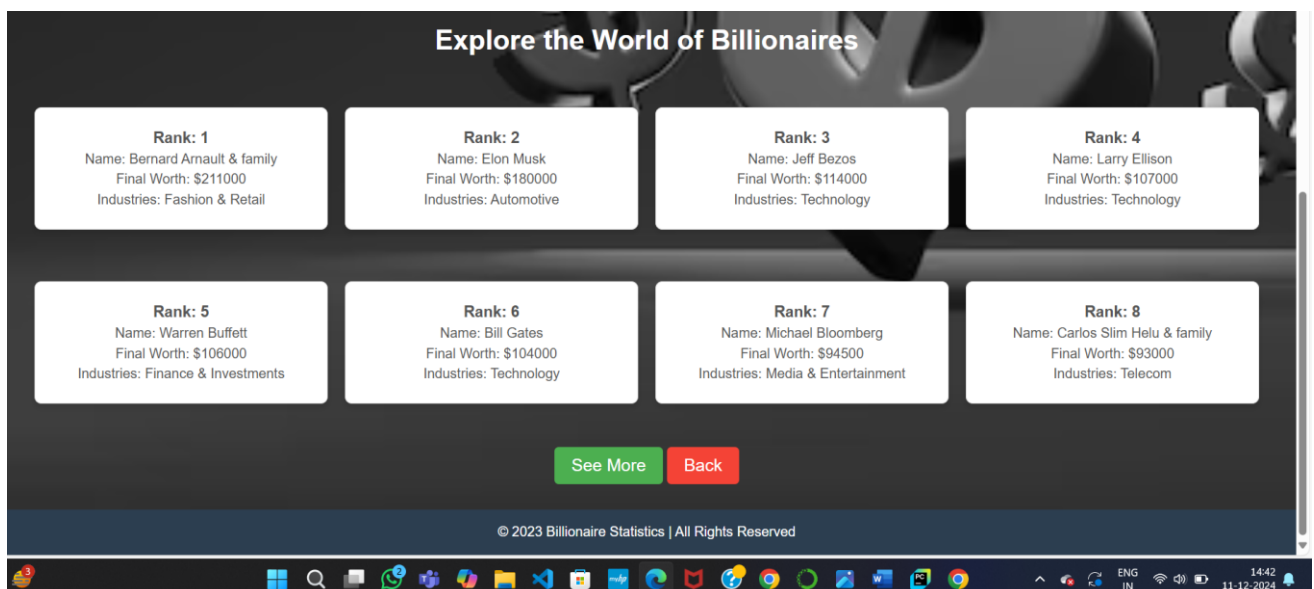 Explore the World of Billionaires
Rank: 1
Name: Bernard Arnault & family
Final Worth: $211000
Industries: Fashion & Retail
Rank: 2
Name: Elon Musk
Final Worth: $180000
Industries: Automotive
Rank: 3
Name: Jeff Bezos
Final Worth: $114000
Industries: Technology
Rank: 4
Name: Larry Ellison
Final Worth: $107000
Industries: Technology
Rank: 5
Name: Warren Buffett
Final Worth: $106000
Industries: Finance & Investments
Rank: 6
Name: Bill Gates
Final Worth: $104000
Industries: Technology
Rank: 7
Name: Michael Bloomberg
Final Worth: $94500
Industries: Media & Entertainment
Rank: 8
Name: Carlos Slim Helu & family
Final Worth: $93000
Industries: Telecom
See More
Back
© 2023 Billionaire Statistics | All Rights Reserved
3
2
ENG
IN
14:42
11-12-2024